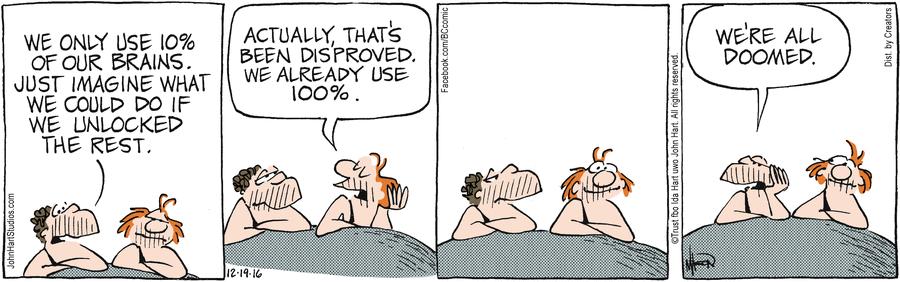 WE ONLY USE 10%
OF OUR BRAINS.
JUST IMAGINE WHAT
WE COULD DO IF
WE UNLOCKED
THE REST.
JohnHartStudios.com
ACTUALLY, THAT'S
BEEN DISPROVED.
WE ALREADY USE
100%.
12·19·16
Facebook.com/BCcomic
©Trust fbo Ida Hart uwo John Hart. All rights reserved.
WE'RE ALL
DOOMED.
Dist. by Creators